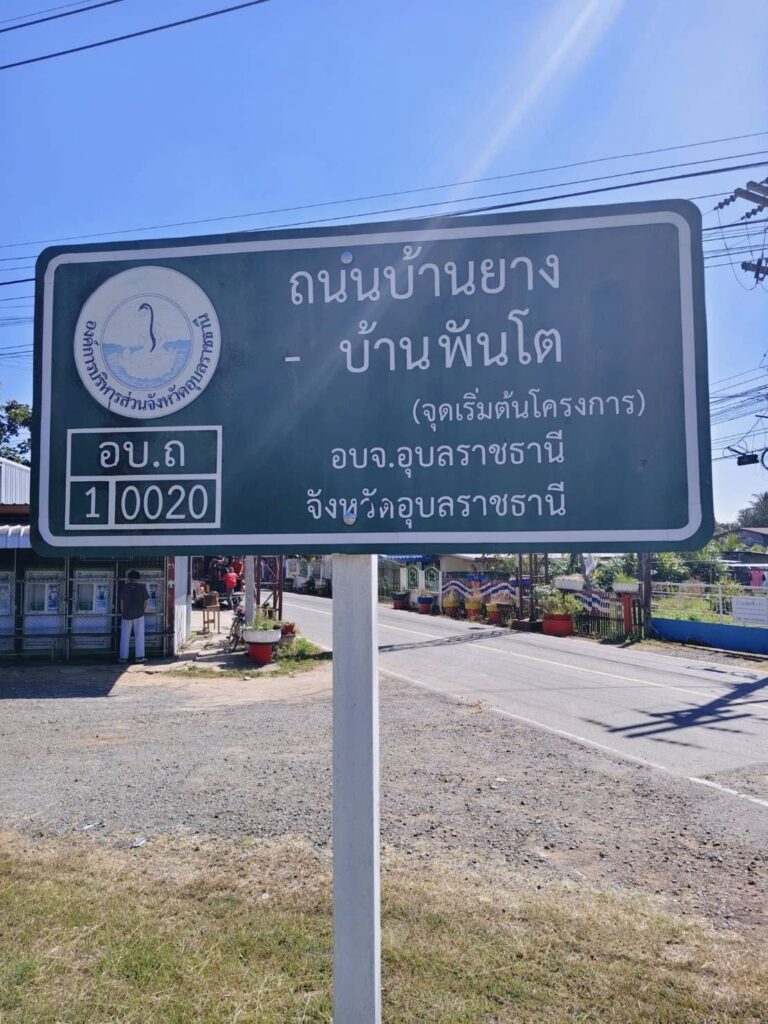 องค์การบริหารส่วนจังหวัดอุบลราชธานี
ถนนบ้านยาง
- บ้านพันโต
(จุดเริ่มต้นโครงการ)
อบ.ถ
อบจ.อุบลราชธานี
1 0020
จังหวัดอุบลราชธานี